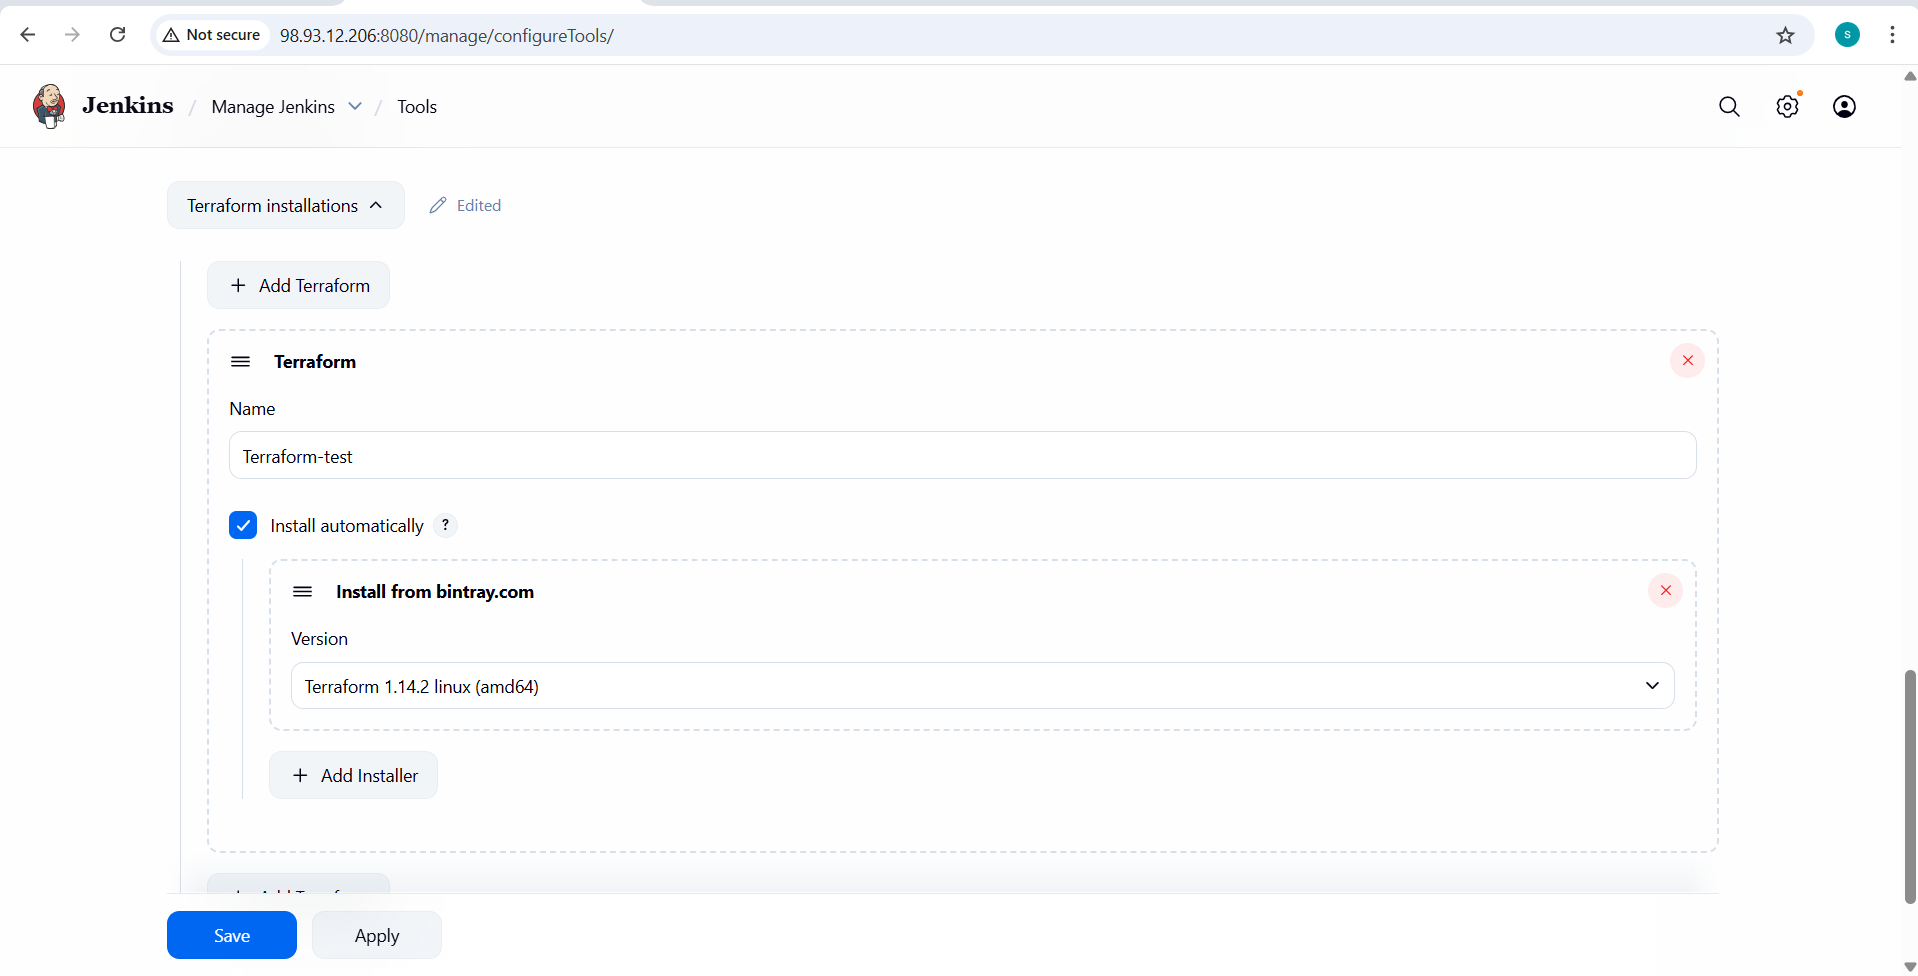 Not secure 98.93.12.206:8080/manage/configureTools/
S
Jenkins / Manage Jenkins / Tools
Terraform installations Edited
+ Add Terraform
Terraform
Name
Terraform-test
Install automatically ?
Install from bintray.com
Version
Terraform 1.14.2 linux (amd64)
+ Add Installer
+ Add Terraform
Save Apply